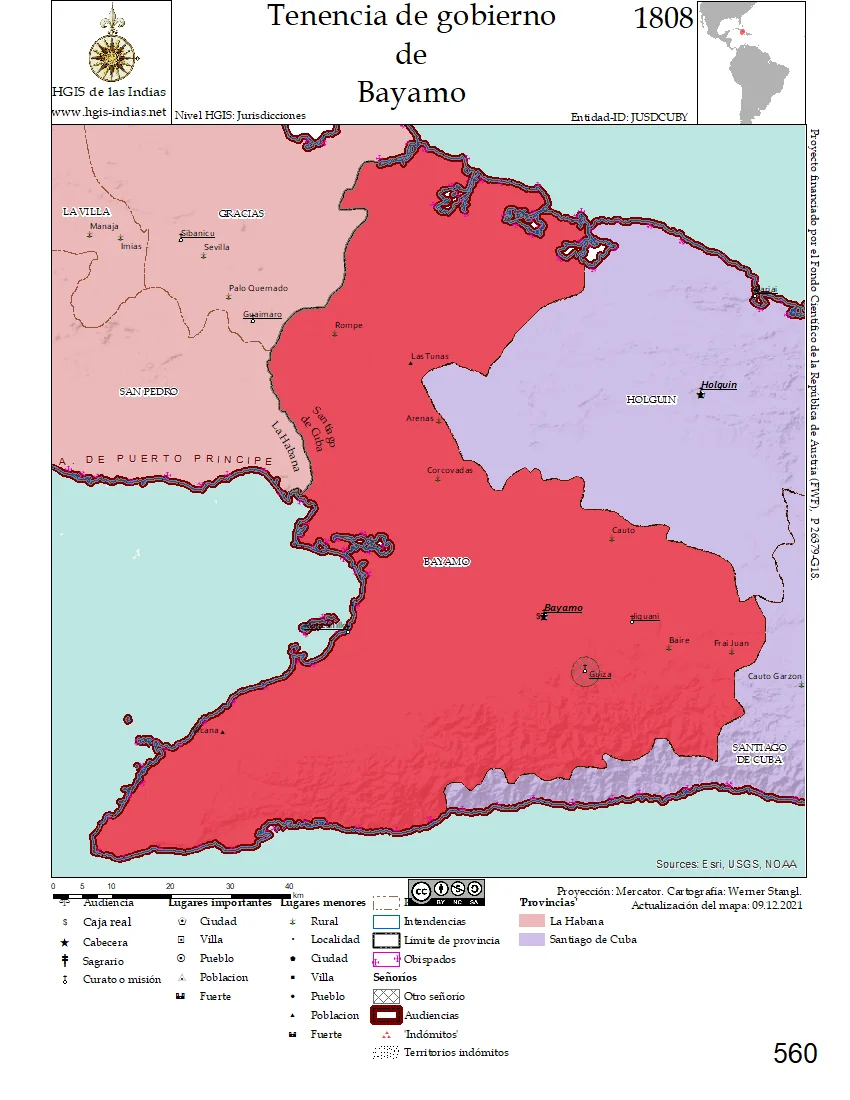 Tenencia de gobierno
de
Bayamo
1808
HGIS de las Indias
www.hgis-indias.net
Nivel HGIS: Jurisdicciones
Entidad-ID: JUSDCUBY
Proyecto financiado por el Fondo Científico de la República de Austria (FWF). P 26379-G18.
LA VILLA
Manaja
Imias
GRACIAS
Sibanicu
Sevilla
Palo Quemado
Guaimaro
Rompe
Las Tunas
SAN PEDRO
Holguin
HOLGUIN
Arenas
Santiago
de Cuba
La Habana
A. DE PUERTO PRINCIPE
Corcovadas
Cauto
BAYAMO
Bayamo
S
Jiguani
Baire
Frai Juan
Guiza
Cauto Garzon
SANTIAGO
DE CUBA
Sources: Esri, USGS, NOAA
0 5 10 20 30 40
km
CC BY NC SA
Proyección: Mercator. Cartografía: Werner Stangl.
Actualización del mapa: 09.12.2021
Audiencia
S Caja real
Cabecera
Sagrario
Curato o misión
Lugares importantes
Ciudad
Villa
Pueblo
Poblacion
Fuerte
Lugares menores
Rural
Localidad
Ciudad
Villa
Pueblo
Poblacion
Fuerte
Intendencias
Límite de provincia
Obispados
Señoríos
Otro señorío
Audiencias
'Indómitos'
Territorios indómitos
'Provincias'
La Habana
Santiago de Cuba
560